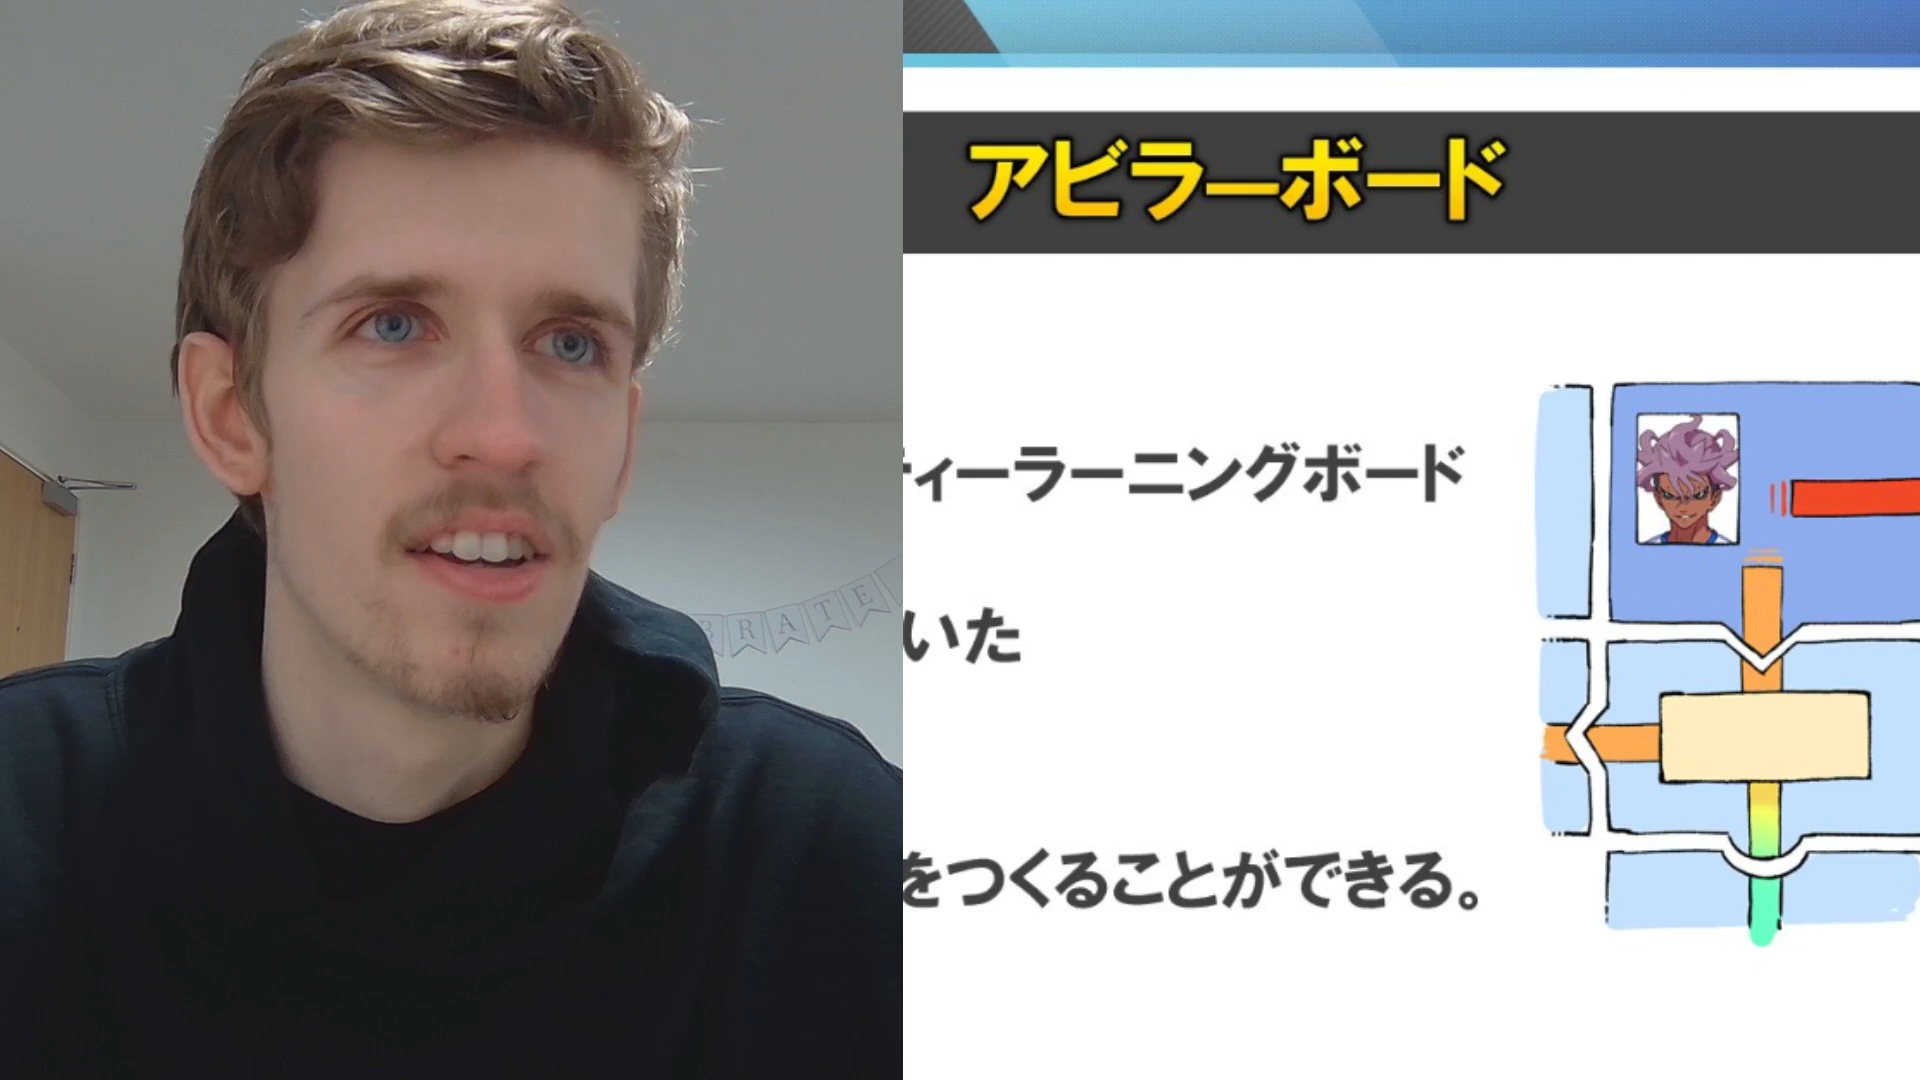 アビラーボード
ィーラーニングボード
いた
をつくることができる。
RATE